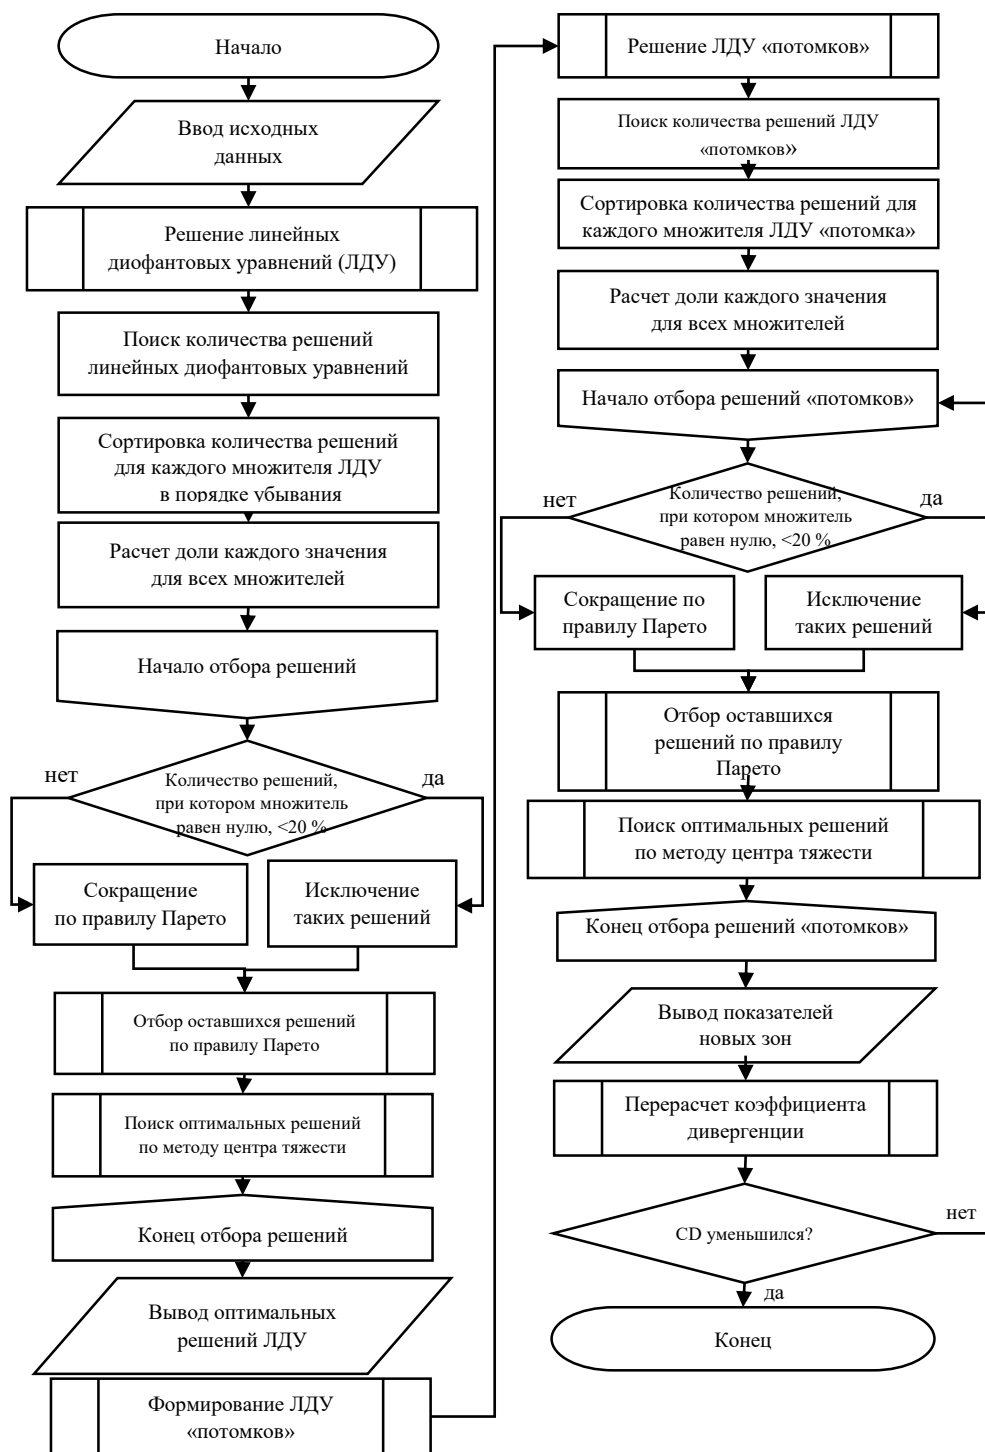 Начало
Ввод исходных
данных
Решение линейных
диофантовых уравнений (ЛДУ)
Поиск количества решений
линейных диофантовых уравнений
Сортировка количества решений
для каждого множителя ЛДУ
в порядке убывания
Расчет доли каждого значения
для всех множителей
Начало отбора решений
нет
да
Количество решений,
при котором множитель
равен нулю, <20 %
Сокращение
по правилу Парето
Исключение
таких решений
Отбор оставшихся решений
по правилу Парето
Поиск оптимальных решений
по методу центра тяжести
Конец отбора решений
Вывод оптимальных
решений ЛДУ
Формирование ЛДУ
«потомков»
Решение ЛДУ «потомков»
Поиск количества решений ЛДУ
«потомков»
Сортировка количества решений для
каждого множителя ЛДУ «потомка»
Расчет доли каждого значения
для всех множителей
Начало отбора решений «потомков»
нет
да
Количество решений,
при котором множитель
равен нулю, <20 %
Сокращение по
правилу Парето
Исключение
таких решений
Отбор оставшихся
решений по правилу
Парето
Поиск оптимальных решений
по методу центра тяжести
Конец отбора решений «потомков»
Вывод показателей
новых зон
Перерасчет коэффициента
дивергенции
CD уменьшился?
нет
да
Конец